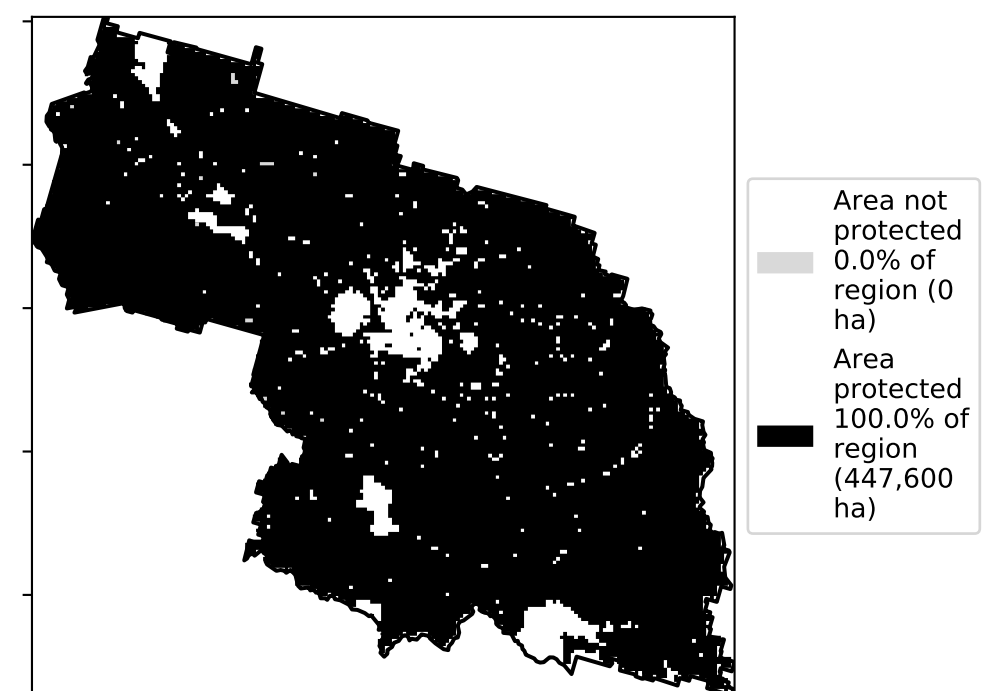 Area not
protected
0.0% of
region (0
ha)
Area
protected
100.0% of
region
(447,600
ha)